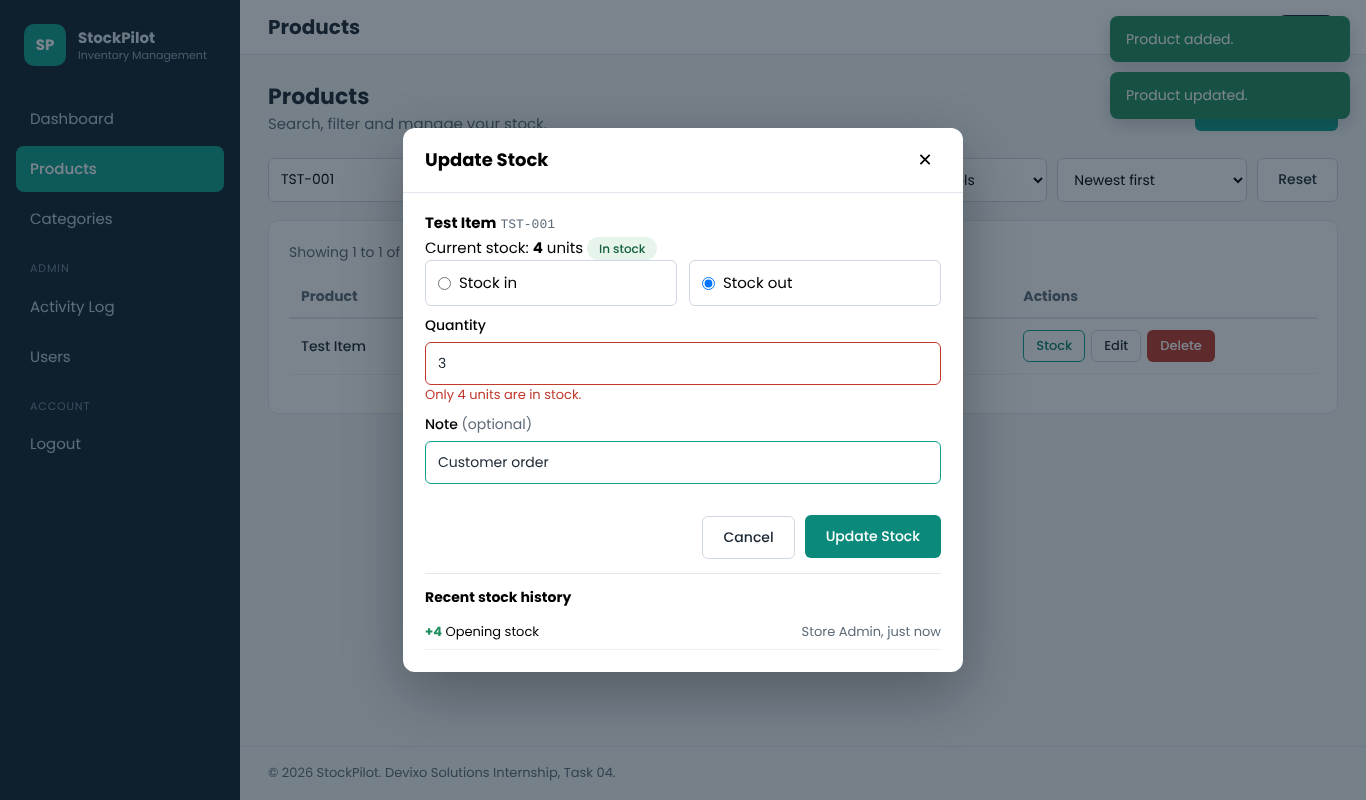 SP
StockPilot
Inventory Management
Dashboard
Products
Categories
ADMIN
Activity Log
Users
ACCOUNT
Logout
Products
Product added.
Product updated.
Products
Search, filter and manage your stock.
TST-001
Newest first
Reset
Showing 1 to 1 of
Product
Actions
Test Item
Stock
Edit
Delete
Update Stock
✕
Test Item TST-001
Current stock: 4 units In stock
Stock in
Stock out
Quantity
3
Only 4 units are in stock.
Note (optional)
Customer order
Cancel
Update Stock
Recent stock history
+4 Opening stock
Store Admin, just now
© 2026 StockPilot. Devixo Solutions Internship, Task 04.